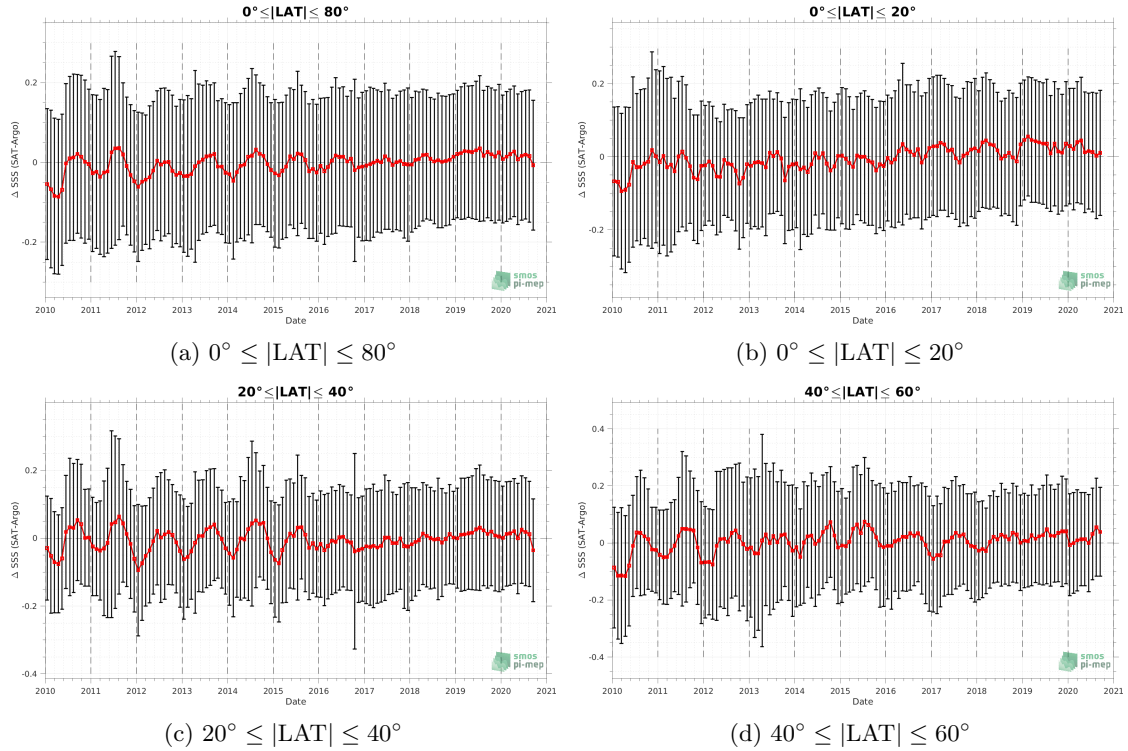 0°≤|LAT|≤ 80°
Δ SSS (SAT-Argo)
0.2
0
-0.2
smos
pi-mep
2010 2011 2012 2013 2014 2015 2016 2017 2018 2019 2020 2021
Date
(a) 0° ≤ |LAT| ≤ 80°
0°≤|LAT|≤ 20°
Δ SSS (SAT-Argo)
0.2
0
-0.2
smos
pi-mep
2010 2011 2012 2013 2014 2015 2016 2017 2018 2019 2020 2021
Date
(b) 0° ≤ |LAT| ≤ 20°
20°≤|LAT|≤ 40°
Δ SSS (SAT-Argo)
0.2
0
-0.2
-0.4
smos
pi-mep
2010 2011 2012 2013 2014 2015 2016 2017 2018 2019 2020 2021
Date
(c) 20° ≤ |LAT| ≤ 40°
40°≤|LAT|≤ 60°
Δ SSS (SAT-Argo)
0.4
0.2
0
-0.2
-0.4
smos
pi-mep
2010 2011 2012 2013 2014 2015 2016 2017 2018 2019 2020 2021
Date
(d) 40° ≤ |LAT| ≤ 60°